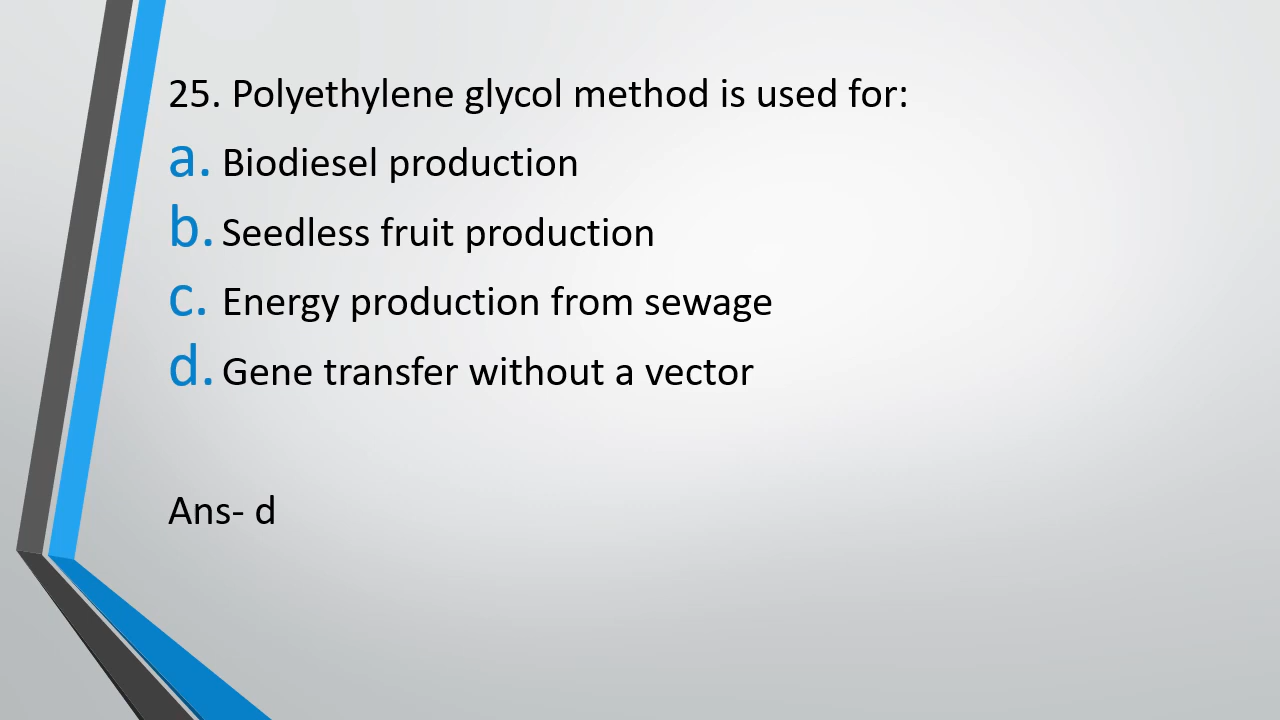 25. Polyethylene glycol method is used for:
a. Biodiesel production
b. Seedless fruit production
c. Energy production from sewage
d. Gene transfer without a vector
Ans- d